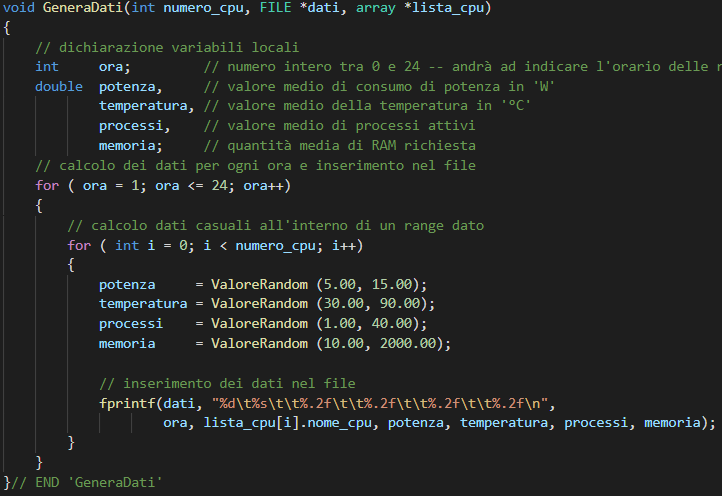 void GeneraDati(int numero_cpu, FILE *dati, array *lista_cpu)
{
// dichiarazione variabili locali
int ora; // numero intero tra 0 e 24 -- andrà ad indicare l'orario delle
double potenza, // valore medio di consumo di potenza in 'W'
temperatura, // valore medio della temperatura in '°C'
processi, // valore medio di processi attivi
memoria; // quantità media di RAM richiesta
// calcolo dei dati per ogni ora e inserimento nel file
for ( ora = 1; ora <= 24; ora++)
{
// calcolo dati casuali all'interno di un range dato
for ( int i = 0; i < numero_cpu; i++)
{
potenza = ValoreRandom (5.00, 15.00);
temperatura = ValoreRandom (30.00, 90.00);
processi = ValoreRandom (1.00, 40.00);
memoria = ValoreRandom (10.00, 2000.00);
// inserimento dei dati nel file
fprintf(dati, "%d\t%s\t\t%.2f\t\t%.2f\t\t%.2f\t\t%.2f\n",
ora, lista_cpu[i].nome_cpu, potenza, temperatura, processi, memoria);
}
}
}// END 'GeneraDati'